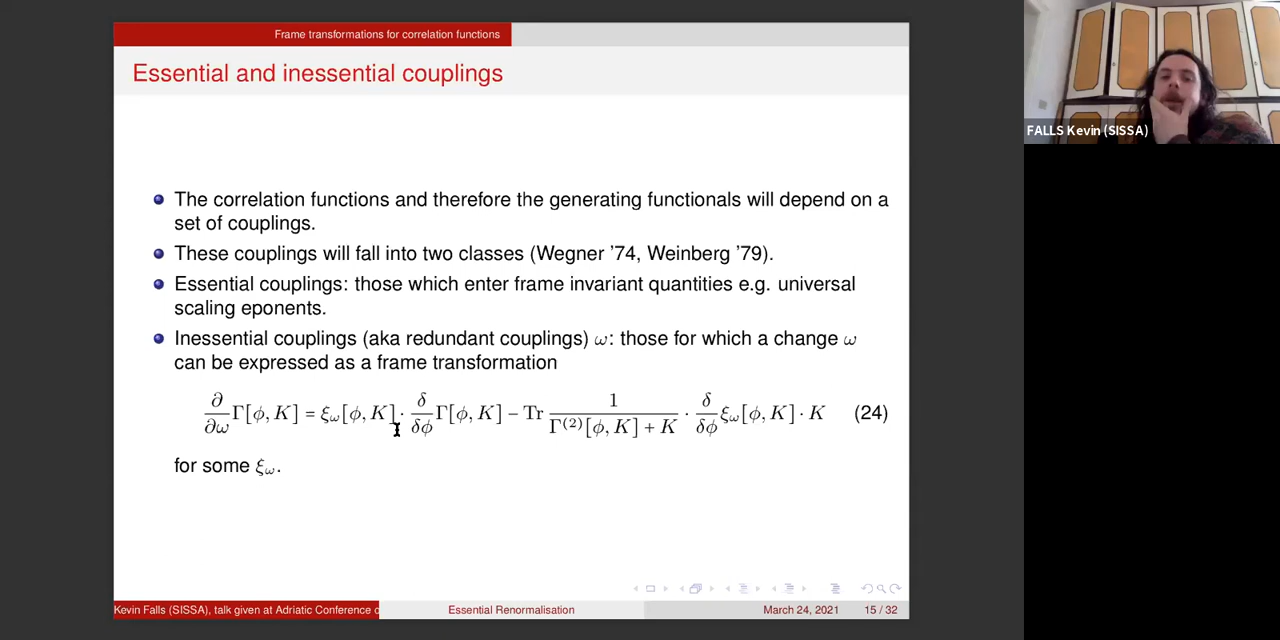 Frame transformations for correlation functions
Essential and inessential couplings
The correlation functions and therefore the generating functionals will depend on a
set of couplings.
These couplings will fall into two classes (Wegner '74, Weinberg '79).
Essential couplings: those which enter frame invariant quantities e.g. universal
scaling eponents.
Inessential couplings (aka redundant couplings) ω: those for which a change ω
can be expressed as a frame transformation
∂/∂ω Γ[ϕ, K] = ξ_ω[ϕ, K] · δ/δϕ Γ[ϕ, K] − Tr 1/(Γ^(2)[ϕ, K] + K) · δ/δϕ ξ_ω[ϕ, K] · K (24)
for some ξ_ω.
Kevin Falls (SISSA), talk given at Adriatic Conference o
Essential Renormalisation
March 24, 2021
15 / 32
FALLS Kevin (SISSA)